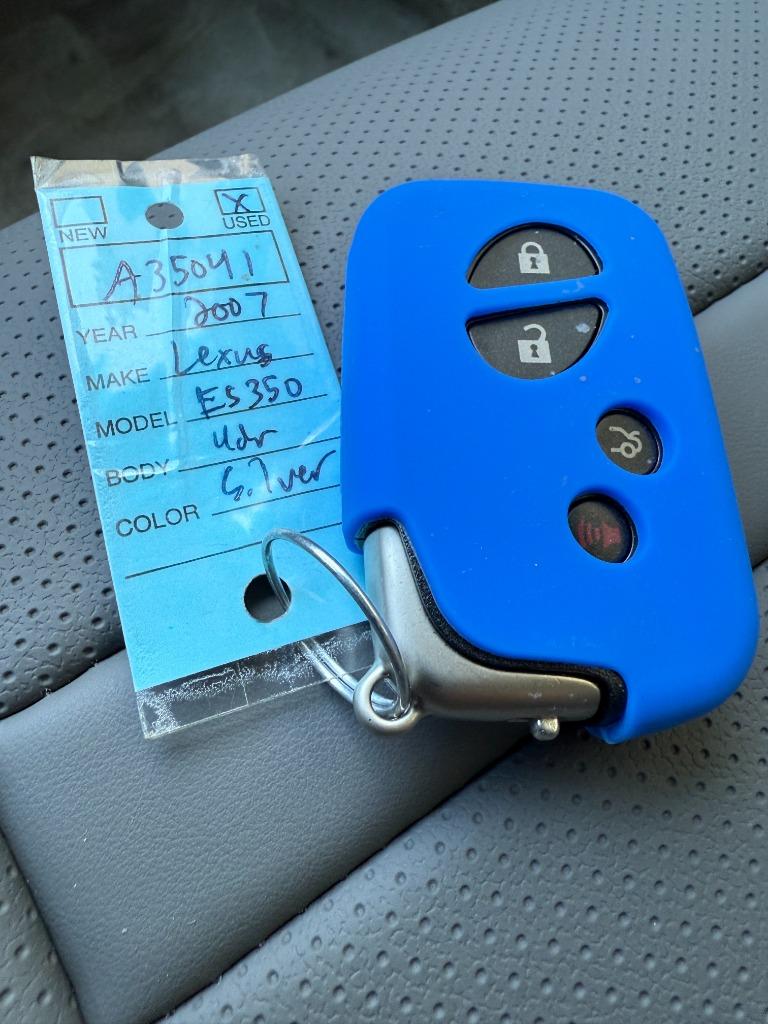 NEW X USED
A35041
YEAR 2007
MAKE Lexus
MODEL ES350
BODY 4dr
COLOR Silver